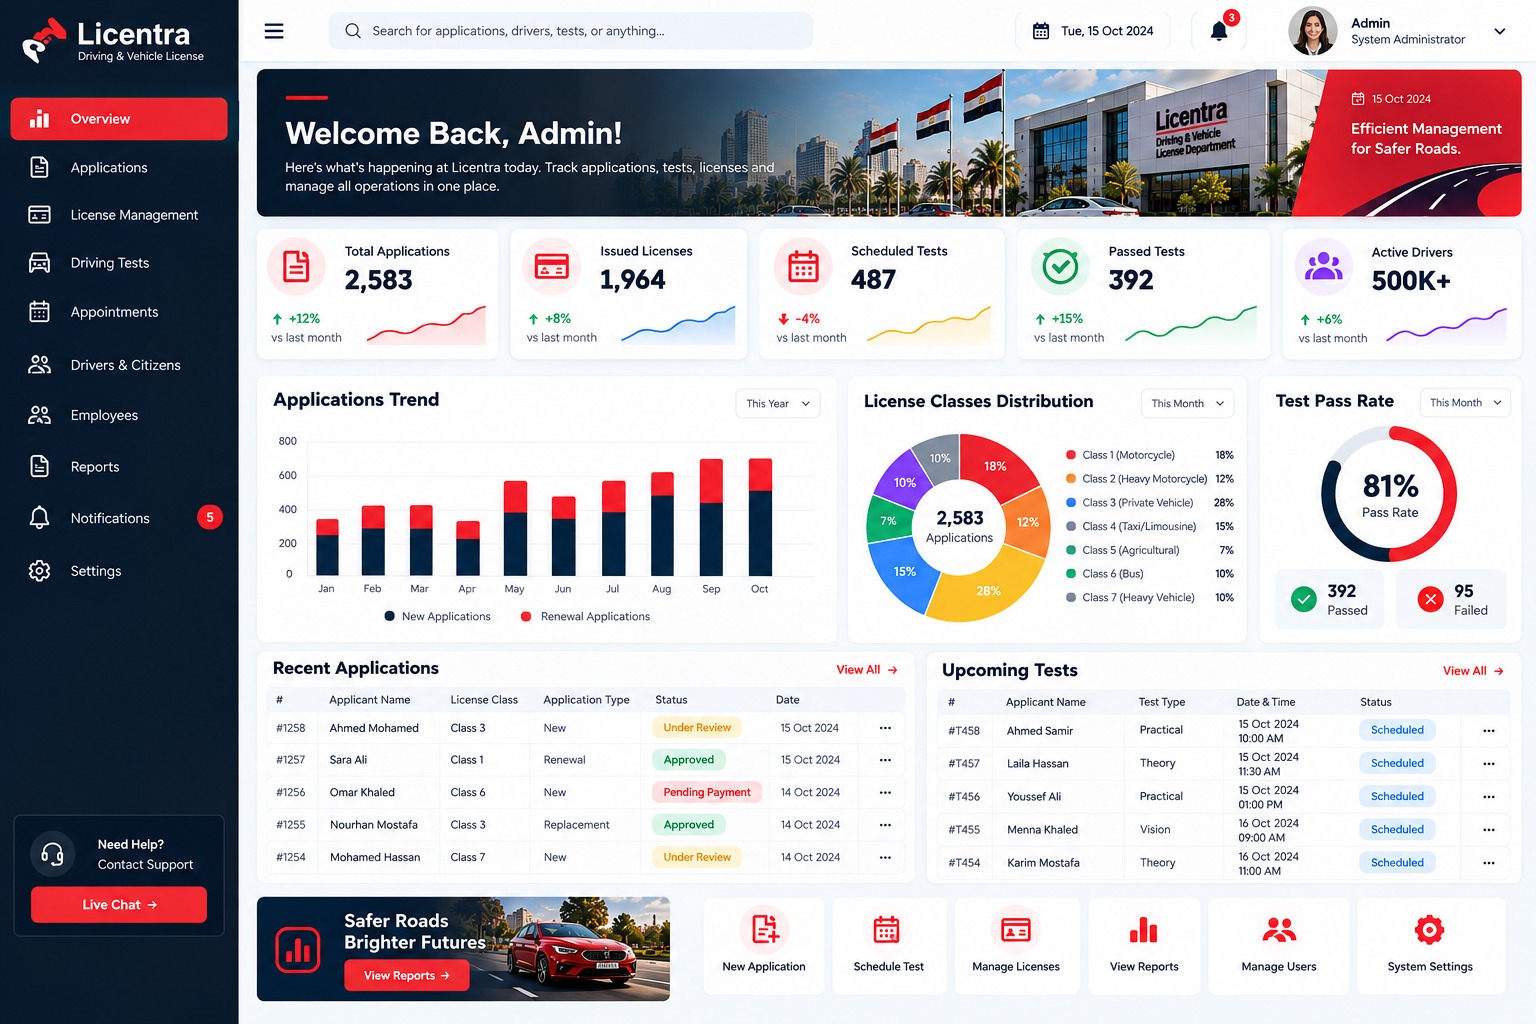 Licentra
Driving & Vehicle License
Overview
Applications
License Management
Driving Tests
Appointments
Drivers & Citizens
Employees
Reports
Notifications
5
Settings
Need Help?
Contact Support
Live Chat →
Search for applications, drivers, tests, or anything...
Tue, 15 Oct 2024
3
Admin
System Administrator
Welcome Back, Admin!
Here's what's happening at Licentra today. Track applications, tests, licenses and
manage all operations in one place.
Licentra
Driving & Vehicle
License Department
15 Oct 2024
Efficient Management
for Safer Roads.
Total Applications
2,583
+12%
vs last month
Issued Licenses
1,964
+8%
vs last month
Scheduled Tests
487
-4%
vs last month
Passed Tests
392
+15%
vs last month
Active Drivers
500K+
+6%
vs last month
Applications Trend
This Year
800
600
400
200
0
Jan Feb Mar Apr May Jun Jul Aug Sep Oct
New Applications Renewal Applications
License Classes Distribution
This Month
18%
12%
28%
15%
7%
10%
10%
2,583
Applications
Class 1 (Motorcycle) 18%
Class 2 (Heavy Motorcycle) 12%
Class 3 (Private Vehicle) 28%
Class 4 (Taxi/Limousine) 15%
Class 5 (Agricultural) 7%
Class 6 (Bus) 10%
Class 7 (Heavy Vehicle) 10%
Test Pass Rate
This Month
81%
Pass Rate
392
Passed
95
Failed
Recent Applications
View All →
# Applicant Name License Class Application Type Status Date
#1258 Ahmed Mohamed Class 3 New Under Review 15 Oct 2024
#1257 Sara Ali Class 1 Renewal Approved 15 Oct 2024
#1256 Omar Khaled Class 6 New Pending Payment 14 Oct 2024
#1255 Nourhan Mostafa Class 3 Replacement Approved 14 Oct 2024
#1254 Mohamed Hassan Class 7 New Under Review 14 Oct 2024
Upcoming Tests
View All →
# Applicant Name Test Type Date & Time Status
#T458 Ahmed Samir Practical 15 Oct 2024 10:00 AM Scheduled
#T457 Laila Hassan Theory 15 Oct 2024 11:30 AM Scheduled
#T456 Youssef Ali Practical 15 Oct 2024 01:00 PM Scheduled
#T455 Menna Khaled Vision 16 Oct 2024 09:00 AM Scheduled
#T454 Karim Mostafa Theory 16 Oct 2024 11:00 AM Scheduled
Safer Roads
Brighter Futures
View Reports →
New Application
Schedule Test
Manage Licenses
View Reports
Manage Users
System Settings